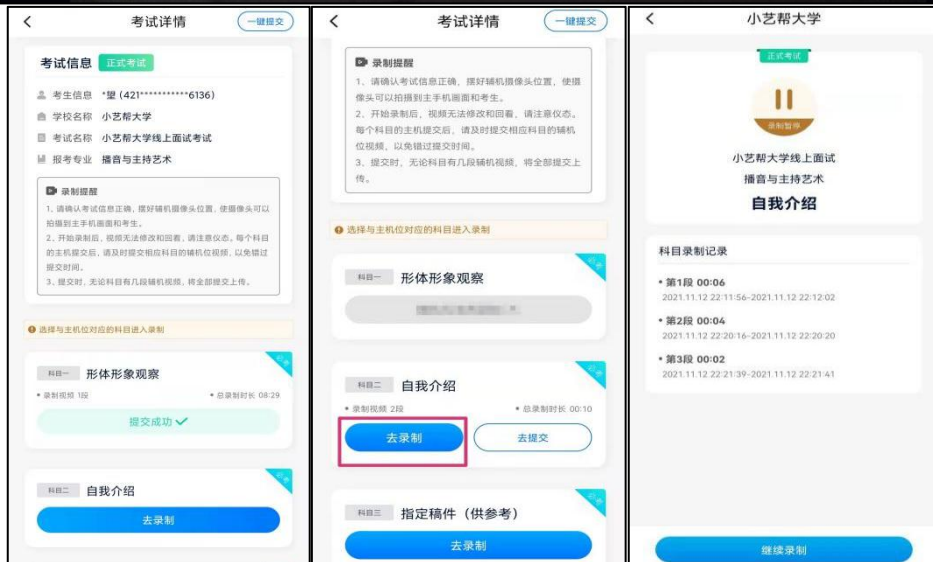 考试详情
一键提交
考试信息
正式考试
考生信息 *望 (421***********6136)
学校名称 小艺帮大学
考试名称 小艺帮大学线上面试考试
报考专业 播音与主持艺术
录制提醒
1、请确认考试信息正确，摆好辅机摄像头位置，使摄像头可以
拍摄到主手机画面和考生。
2、开始录制后，视频无法修改和回看，请注意仪态。每个科目
的主机提交后，请及时提交相应科目的辅机位视频，以免错过
提交时间。
3、提交时，无论科目有几段辅机视频，将全部提交上传。
选择与主机位对应的科目进入录制
必考
科目一 形体形象观察
• 录制视频 1段 • 总录制时长 08:29
提交成功
必考
科目二 自我介绍
去录制
考试详情
一键提交
录制提醒
1、请确认考试信息正确，摆好辅机摄像头位置，使摄
像头可以拍摄到主手机画面和考生。
2、开始录制后，视频无法修改和回看，请注意仪态。
每个科目的主机提交后，请及时提交相应科目的辅机
位视频，以免错过提交时间。
3、提交时，无论科目有几段辅机视频，将全部提交上
传。
选择与主机位对应的科目进入录制
必考
科目一 形体形象观察
必考
科目二 自我介绍
• 录制视频 2段 • 总录制时长 00:10
去录制 去提交
必考
科目三 指定稿件（供参考）
去录制
小艺帮大学
正式考试
录制暂停
小艺帮大学线上面试
播音与主持艺术
自我介绍
科目录制记录
• 第1段 00:06
2021.11.12 22:11:56-2021.11.12 22:12:02
• 第2段 00:04
2021.11.12 22:20:16-2021.11.12 22:20:20
• 第3段 00:02
2021.11.12 22:21:39-2021.11.12 22:21:41
继续录制